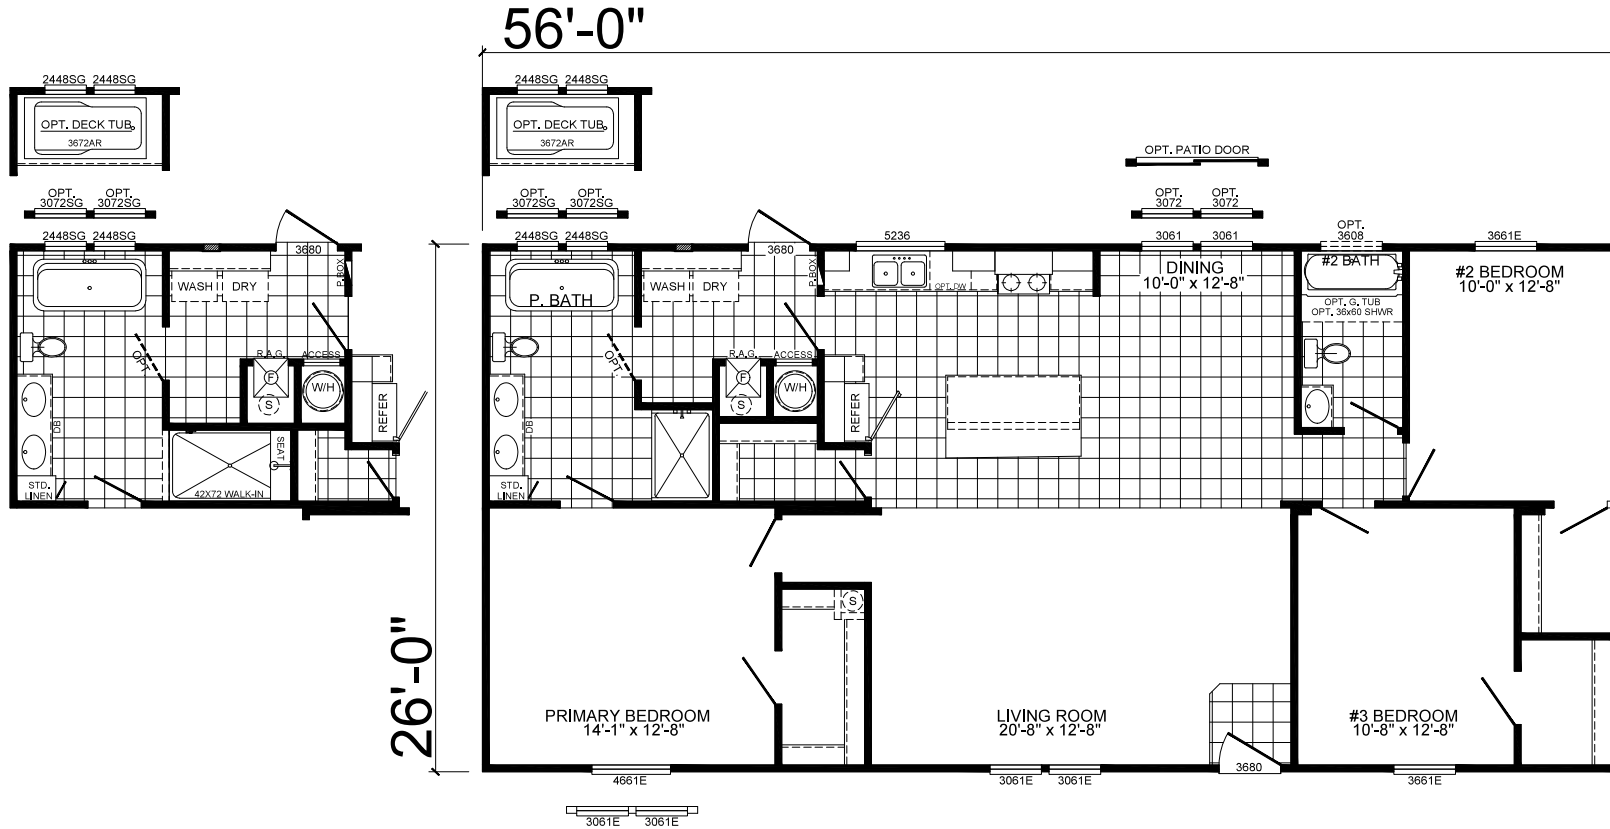 56'-0"
2448SG 2448SG
OPT. DECK TUB
3672AR
OPT. OPT.
3072SG 3072SG
2448SG 2448SG
3680
P.BOX
WASH DRY
OPT
R.A.G. ACCESS
F
W/H
S
REFER
DB
SEAT
STD.
LINEN
42X72 WALK-IN
2448SG 2448SG
OPT. DECK TUB
3672AR
OPT. OPT.
3072SG 3072SG
2448SG 2448SG
3680
P.BOX
P. BATH
WASH DRY
OPT
R.A.G. ACCESS
F
W/H
S
REFER
DB
STD.
LINEN
5236
OPT. DW
OPT. PATIO DOOR
OPT. OPT.
3072 3072
3061 3061
DINING
10'-0" x 12'-8"
OPT.
3608
#2 BATH
OPT. G. TUB
OPT. 36x60 SHWR
3661E
#2 BEDROOM
10'-0" x 12'-8"
26'-0"
S
PRIMARY BEDROOM
14'-1" x 12'-8"
LIVING ROOM
20'-8" x 12'-8"
#3 BEDROOM
10'-8" x 12'-8"
4661E
3061E 3061E
3680
3661E
3061E 3061E